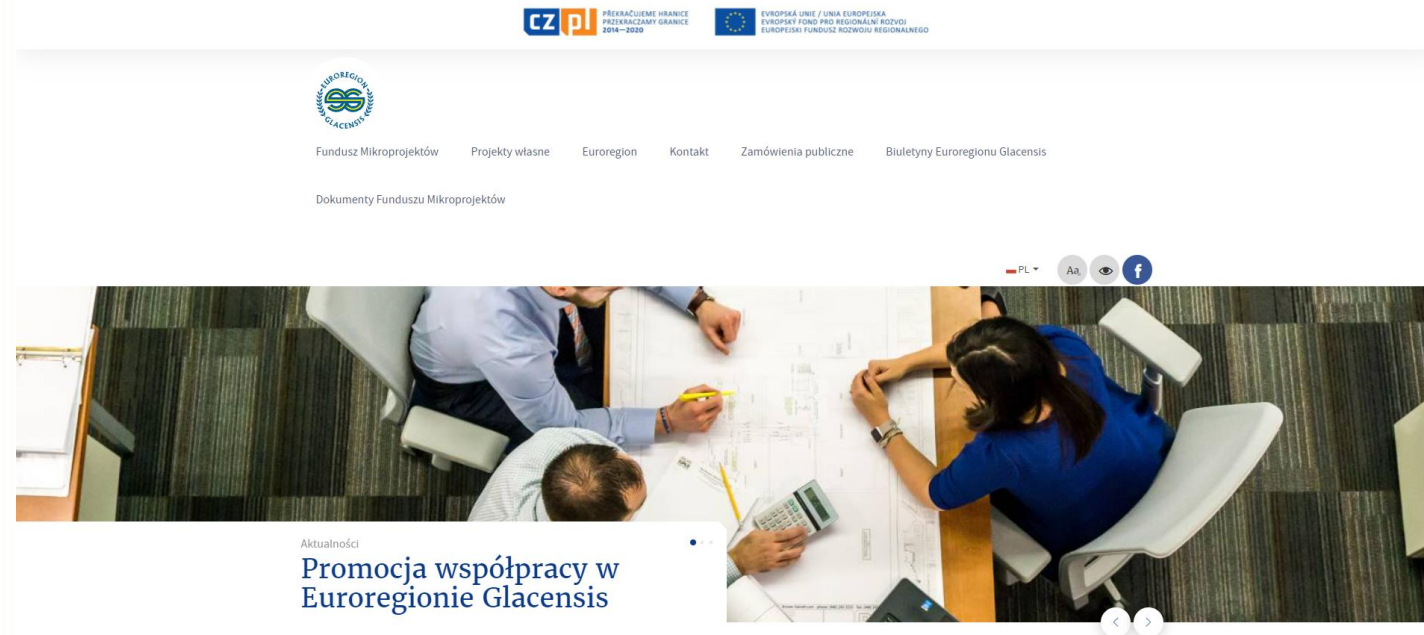 CZ pl
PŘEKRAČUJEME HRANICE
PRZEKRACZAMY GRANICE
2014—2020
EVROPSKÁ UNIE / UNIA EUROPEJSKA
EVROPSKÝ FOND PRO REGIONÁLNÍ ROZVOJ
EUROPEJSKI FUNDUSZ ROZWOJU REGIONALNEGO
EUROREGION
GLACENSIS
Fundusz Mikroprojektów Projekty własne Euroregion Kontakt Zamówienia publiczne Biuletyny Euroregionu Glacensis
Dokumenty Funduszu Mikroprojektów
PL Aa f
Aktualności
Promocja współpracy w
Euroregionie Glacensis